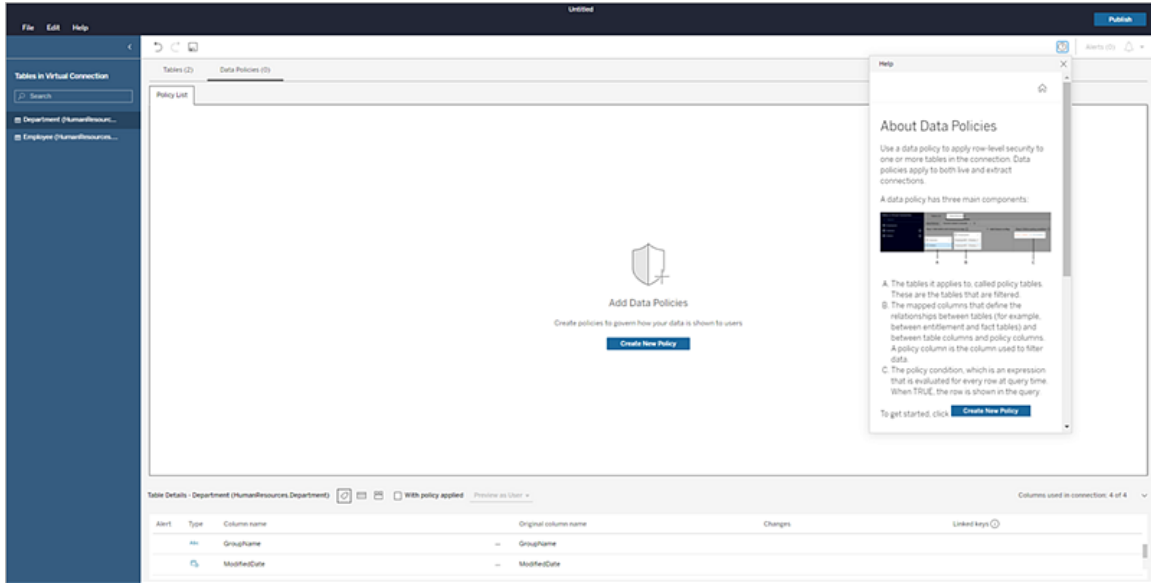 Untitled
File Edit Help
Publish
Alerts (0)
Tables in Virtual Connection
Search
Department (HumanResourc...
Employee (HumanResources....
Tables (2) Data Policies (0)
Policy List
Add Data Policies
Create policies to govern how your data is shown to users
Create New Policy
Help
About Data Policies
Use a data policy to apply row-level security to
one or more tables in the connection. Data
policies apply to both live and extract
connections.
A data policy has three main components:
A. The tables it applies to, called policy tables.
These are the tables that are filtered.
B. The mapped columns that define the
relationships between tables (for example,
between entitlement and fact tables) and
between table columns and policy columns.
A policy column is the column used to filter
data.
C. The policy condition, which is an expression
that is evaluated for every row at query time.
When TRUE, the row is shown in the query.
To get started, click Create New Policy
Table Details - Department (HumanResources.Department) With policy applied Preview as User Columns used in connection: 4 of 4
Alert Type Column name Original column name Changes Linked keys
Abc GroupName GroupName
ModifiedDate ModifiedDate